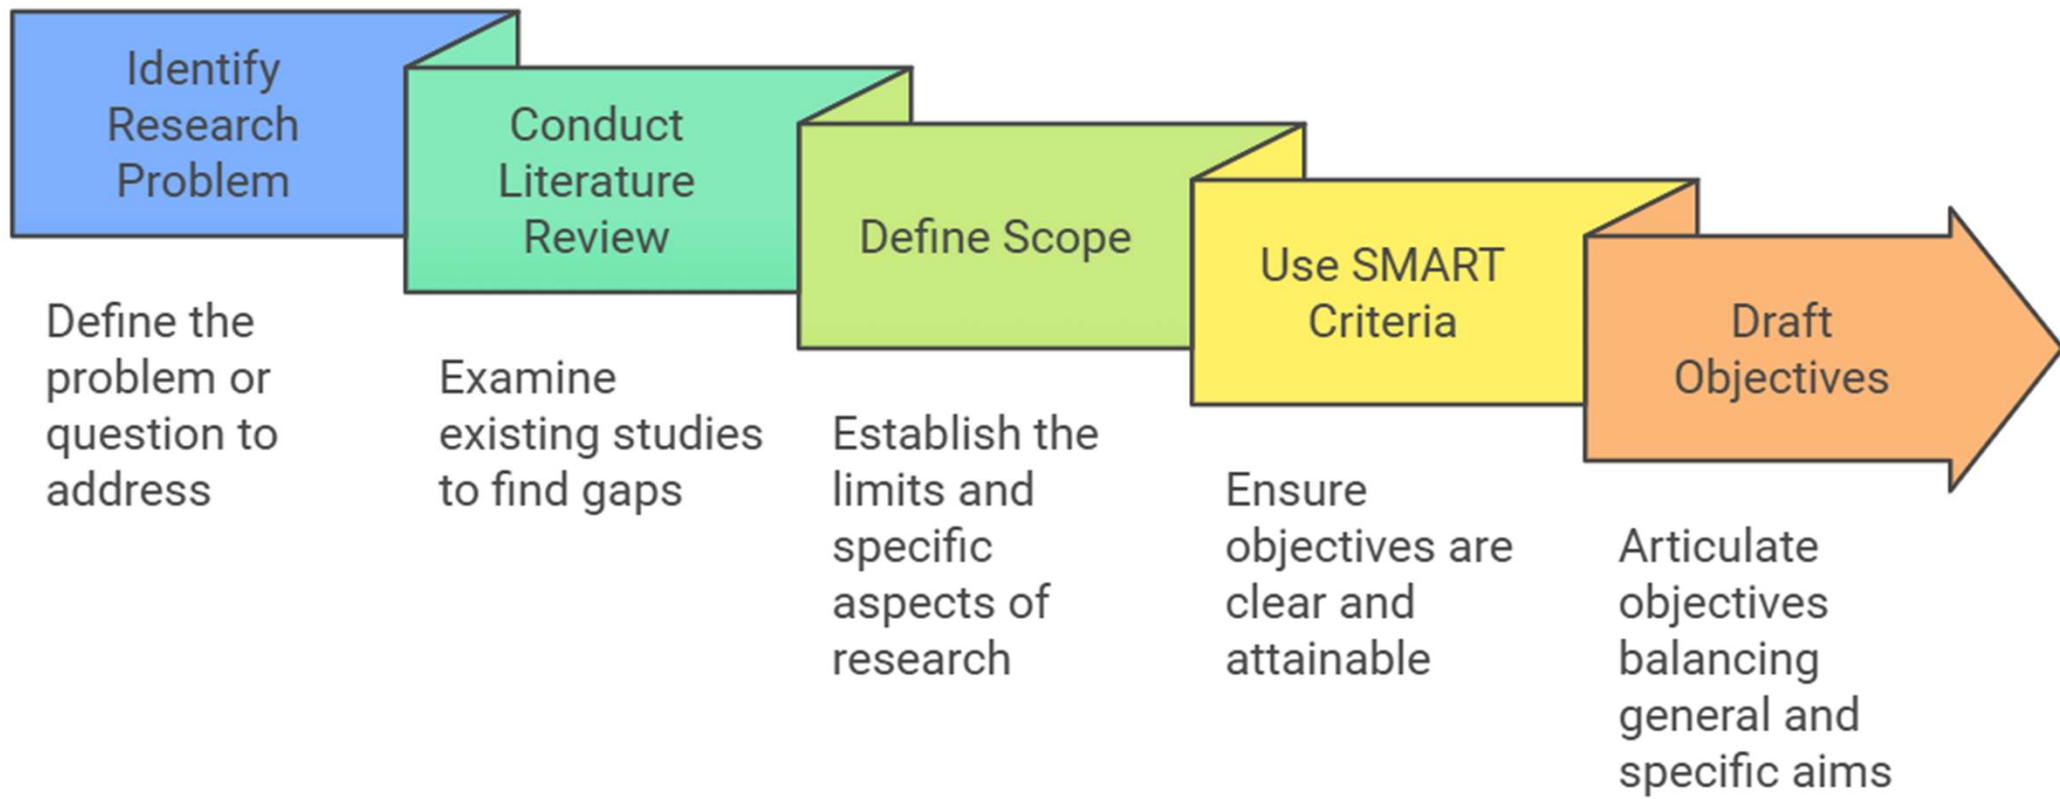 Identify
Research
Problem
Define the
problem or
question to
address
Conduct
Literature
Review
Examine
existing studies
to find gaps
Define Scope
Establish the
limits and
specific
aspects of
research
Use SMART
Criteria
Ensure
objectives are
clear and
attainable
Draft
Objectives
Articulate
objectives
balancing
general and
specific aims